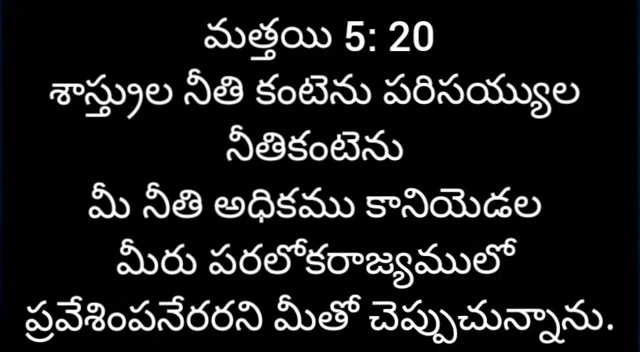 మత్తయి 5: 20
శాస్త్రుల నీతి కంటెను పరిసయ్యుల
నీతికంటెను
మీ నీతి అధికము కానియెడల
మీరు పరలోకరాజ్యములో
ప్రవేశింపనేరరని మీతో చెప్పుచున్నాను.